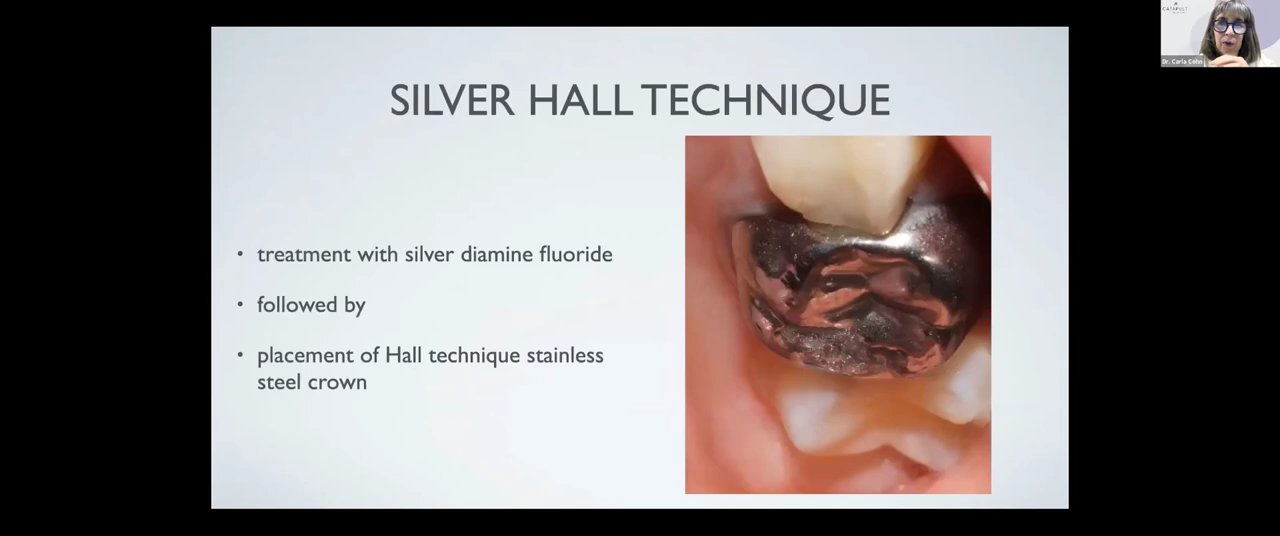 CATAPULT
Dr. Carla Cohn
SILVER HALL TECHNIQUE
• treatment with silver diamine fluoride
• followed by
• placement of Hall technique stainless
steel crown